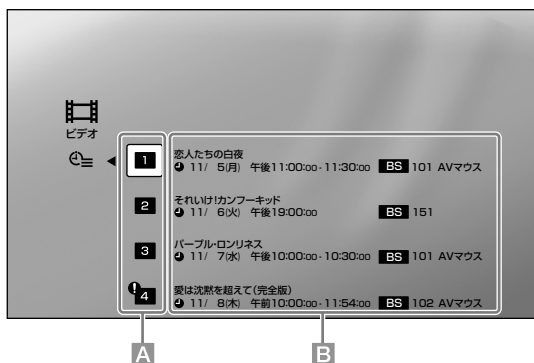 ビデオ
1
恋人たちの白夜
11/ 5(月) 午後11:00:00-11:30:00 BS 101 AVマウス
2
それいけ!カンフーキッド
11/ 6(火) 午後19:00:00 BS 151
3
パープル・ロンリネス
11/ 7(水) 午後10:00:00-10:30:00 BS 101 AVマウス
4
愛は沈黙を超えて(完全版)
11/ 8(木) 午前10:00:00-11:54:00 BS 102 AVマウス
A B